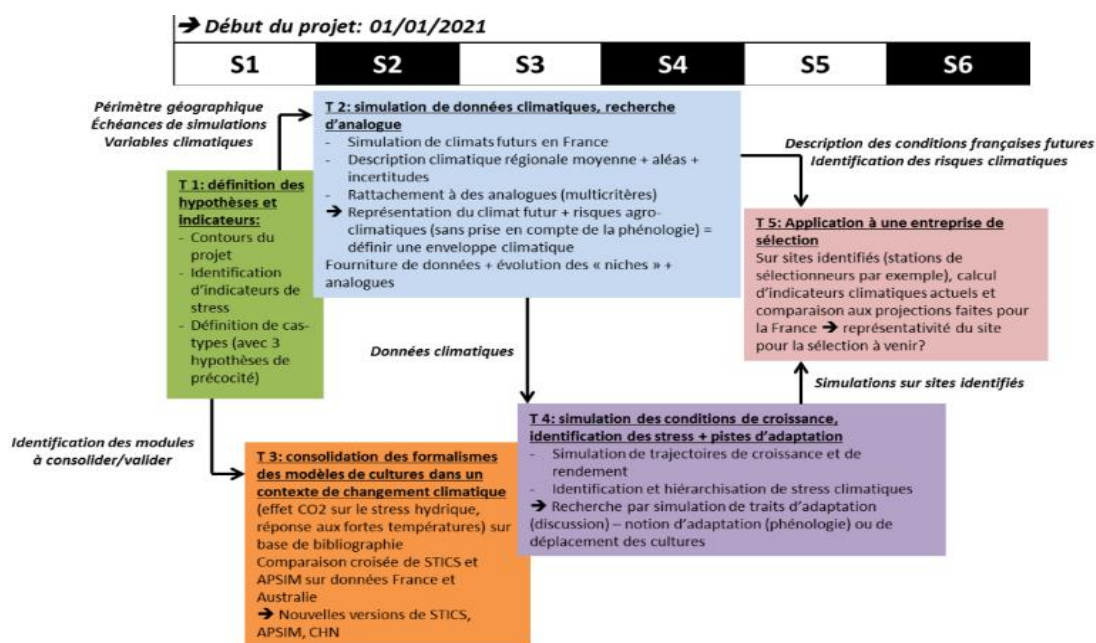 ➔ Début du projet: 01/01/2021
S1 S2 S3 S4 S5 S6
Périmètre géographique
Échéances de simulations
Variables climatiques
T 1: définition des
hypothèses et
indicateurs:
- Contours du
projet
- Identification
d'indicateurs de
stress
- Définition de cas-
types (avec 3
hypothèses de
précocité)
T 2: simulation de données climatiques, recherche
d'analogue
- Simulation de climats futurs en France
- Description climatique régionale moyenne + aléas +
incertitudes
- Rattachement à des analogues (multicritères)
➔ Représentation du climat futur + risques agro-
climatiques (sans prise en compte de la phénologie) =
définir une enveloppe climatique
Fourniture de données + évolution des « niches » +
analogues
Description des conditions françaises futures
Identification des risques climatiques
T 5: Application à une entreprise de
sélection
Sur sites identifiés (stations de
sélectionneurs par exemple), calcul
d'indicateurs climatiques actuels et
comparaison aux projections faites pour
la France ➔ représentativité du site
pour la sélection à venir?
Données climatiques
Simulations sur sites identifiés
Identification des modules
à consolider/valider
T 3: consolidation des formalismes
des modèles de cultures dans un
contexte de changement climatique
(effet CO2 sur le stress hydrique,
réponse aux fortes températures) sur
base de bibliographie
Comparaison croisée de STICS et
APSIM sur données France et
Australie
➔ Nouvelles versions de STICS,
APSIM, CHN
T 4: simulation des conditions de croissance,
identification des stress + pistes d'adaptation
- Simulation de trajectoires de croissance et de
rendement
- Identification et hiérarchisation de stress climatiques
➔ Recherche par simulation de traits d'adaptation
(discussion) – notion d'adaptation (phénologie) ou de
déplacement des cultures